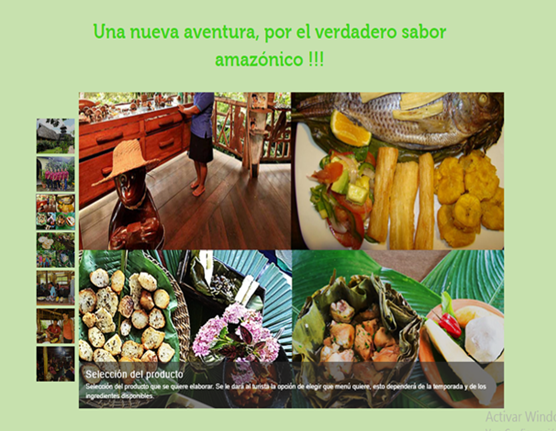 Una nueva aventura, por el verdadero sabor
amazónico !!!
Selección del producto
Selección del producto que se quiere elaborar. Se le dará al turista la opción de elegir que menú quiere, esto dependerá de la temporada y de los
ingredientes disponibles.
Activar Windo